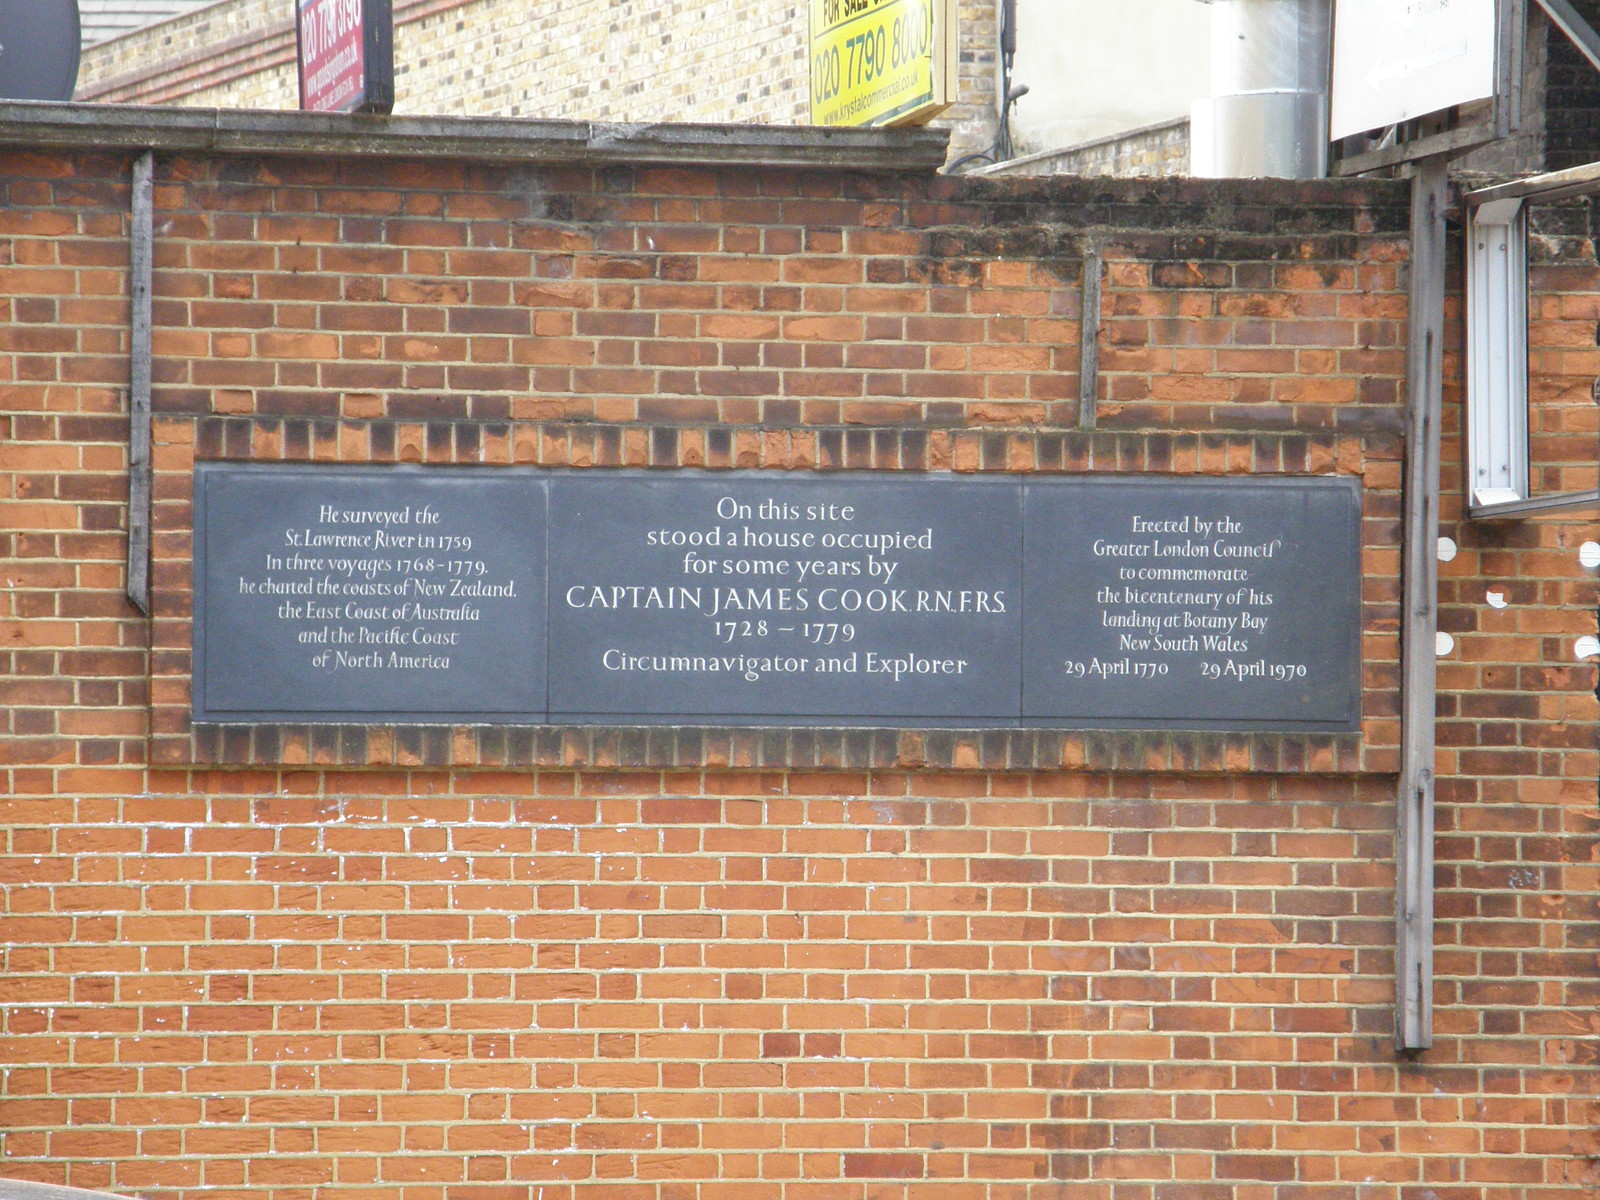 020 7790 3190
FOR SALE
020 7790 8000
www.krystalcommercial.co.uk
He surveyed the
St. Lawrence River in 1759
In three voyages 1768-1779,
he charted the coasts of New Zealand,
the East Coast of Australia
and the Pacific Coast
of North America
On this site
stood a house occupied
for some years by
CAPTAIN JAMES COOK. R.N.,F.R.S.
1728 – 1779
Circumnavigator and Explorer
Erected by the
Greater London Council
to commemorate
the bicentenary of his
landing at Botany Bay
New South Wales
29 April 1770 29 April 1970